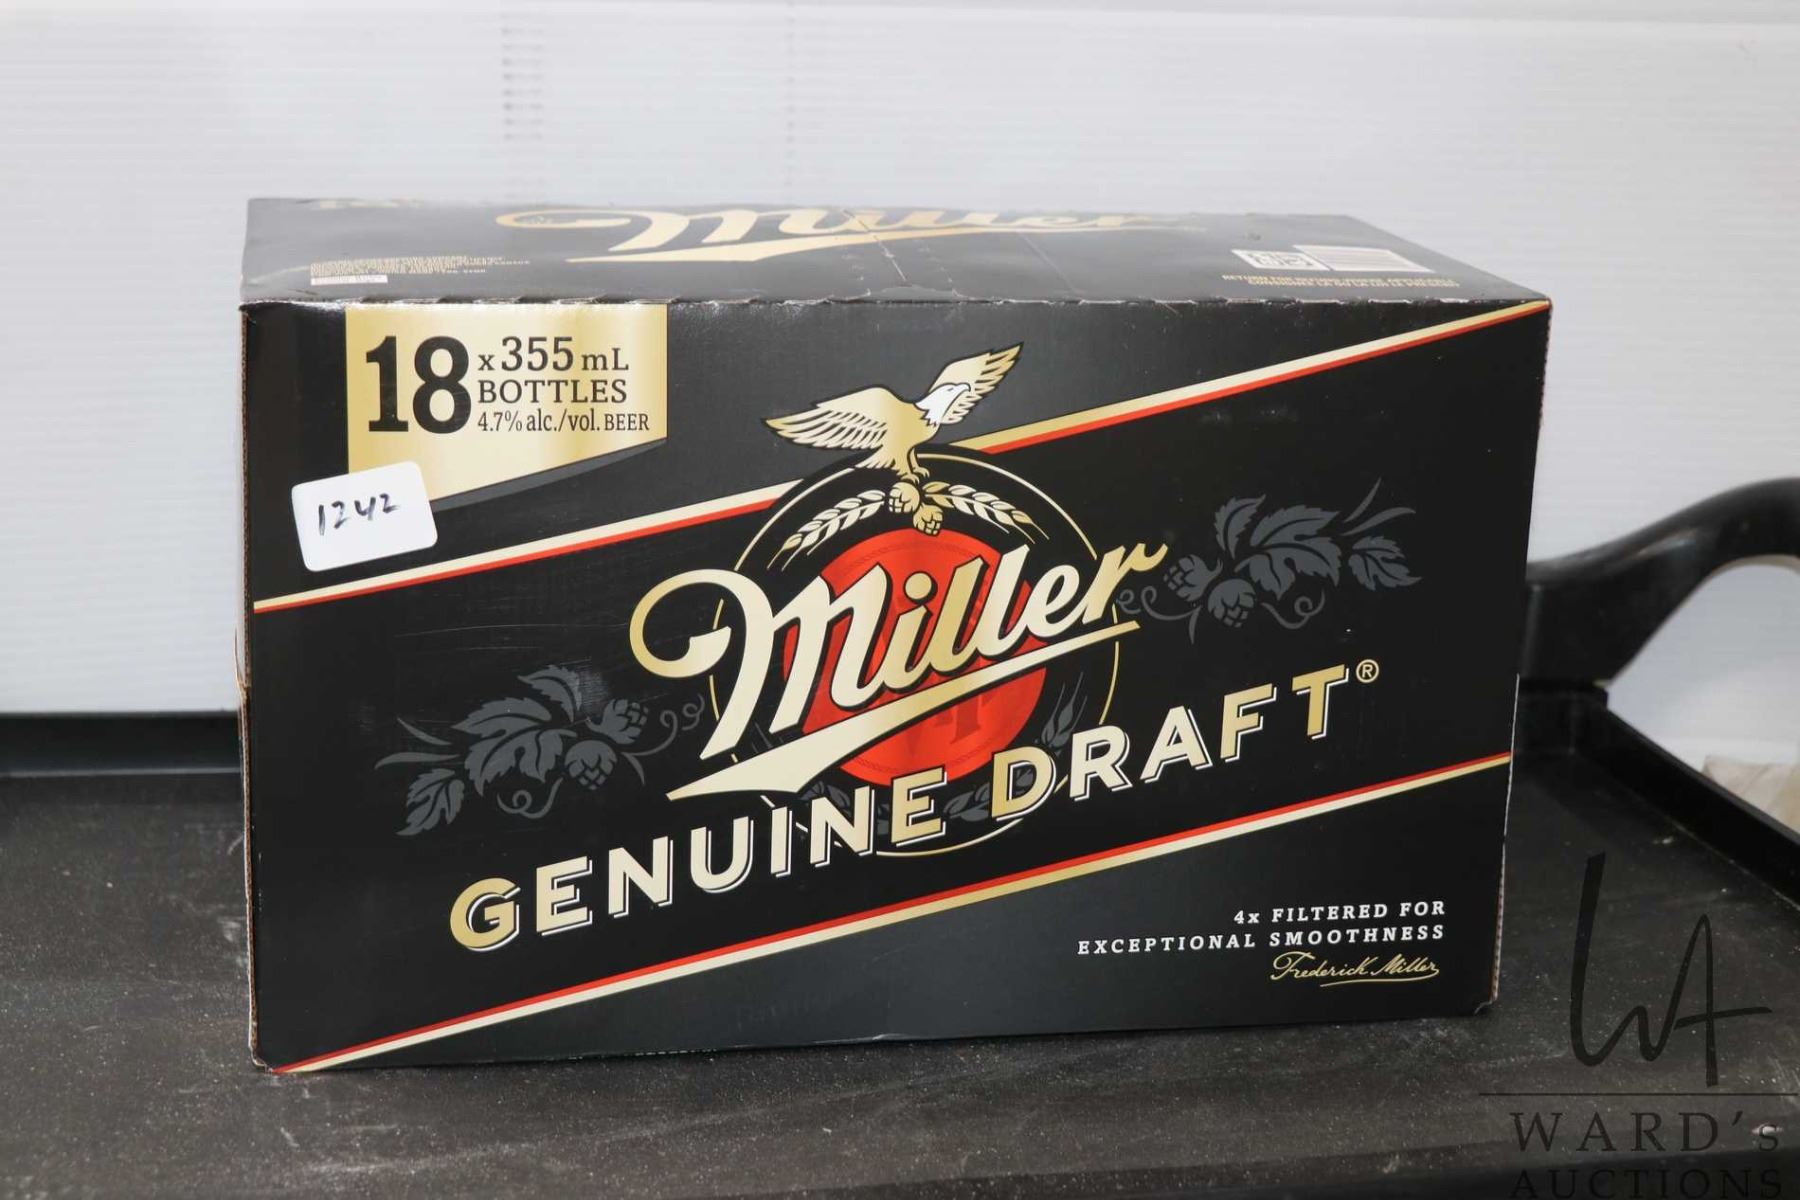 Miller
18 x 355 mL
BOTTLES
4.7% alc./vol. BEER
1242
Miller
GENUINE DRAFT®
4x FILTERED FOR
EXCEPTIONAL SMOOTHNESS
Frederick Miller
WA
WARD's
AUCTIONS